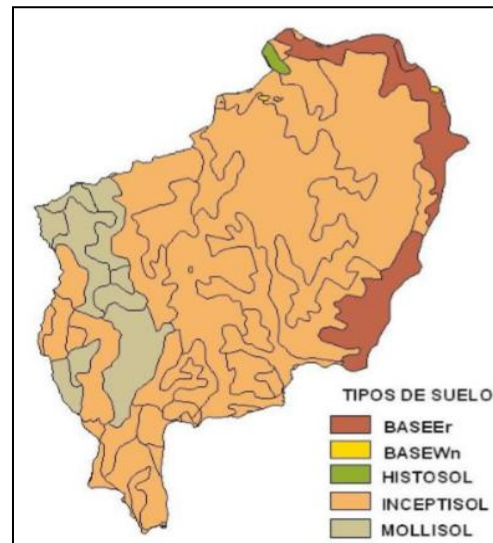 TIPOS DE SUELO
BASEEr
BASEWn
HISTOSOL
INCEPTISOL
MOLLISOL